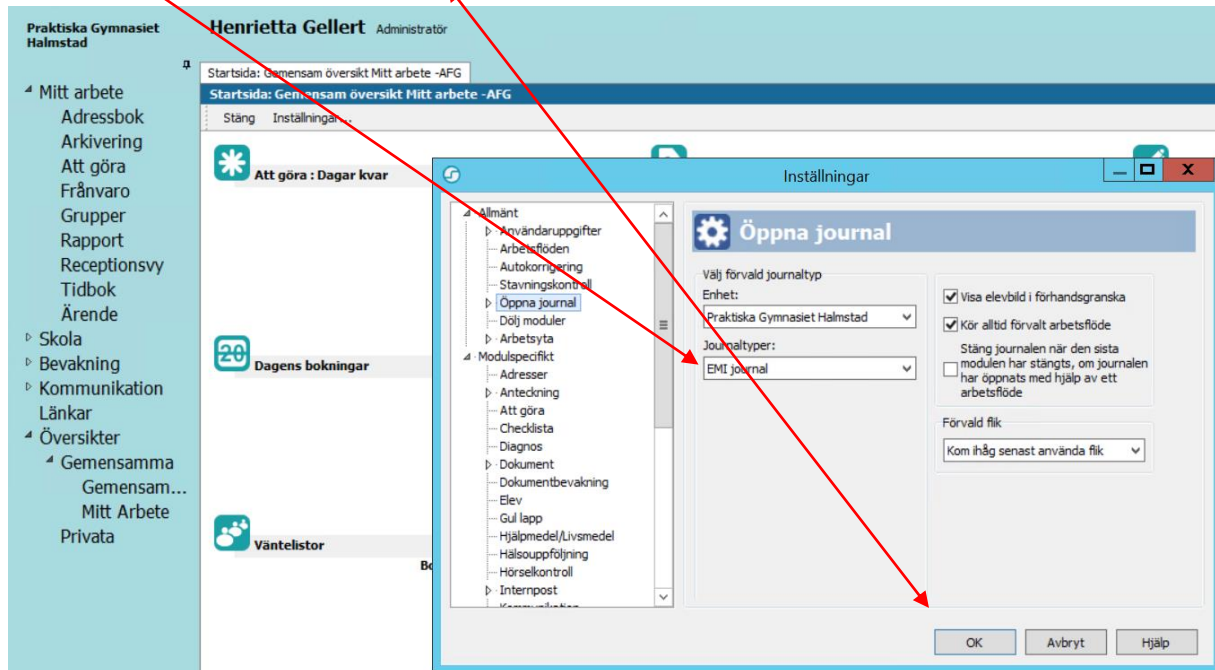 Praktiska Gymnasiet
Halmstad
Henrietta Gellert Administratör
Mitt arbete
Adressbok
Arkivering
Att göra
Frånvaro
Grupper
Rapport
Receptionsvy
Tidbok
Ärende
Skola
Bevakning
Kommunikation
Länkar
Översikter
Gemensamma
Gemensam...
Mitt Arbete
Privata
Startsida: Gemensam översikt Mitt arbete -AFG
Startsida: Gemensam översikt Mitt arbete -AFG
Stäng Inställningar...
Att göra : Dagar kvar
20
Dagens bokningar
Väntelistor
Inställningar
Allmänt
Användaruppgifter
Arbetsflöden
Autokorrigering
Stavningskontroll
Öppna journal
Dölj moduler
Arbetsyta
Modulspecifikt
Adresser
Anteckning
Att göra
Checklista
Diagnos
Dokument
Dokumentbevakning
Elev
Gul lapp
Hjälpmedel/Livsmedel
Hälsouppföljning
Hörselkontroll
Internpost
Öppna journal
Välj förvald journaltyp
Enhet:
Praktiska Gymnasiet Halmstad
Journaltyper:
EMI journal
Visa elevbild i förhandsgranska
Kör alltid förvalt arbetsflöde
Stäng journalen när den sista
modulen har stängts, om journalen
har öppnats med hjälp av ett
arbetsflöde
Förvald flik
Kom ihåg senast använda flik
OK Avbryt Hjälp